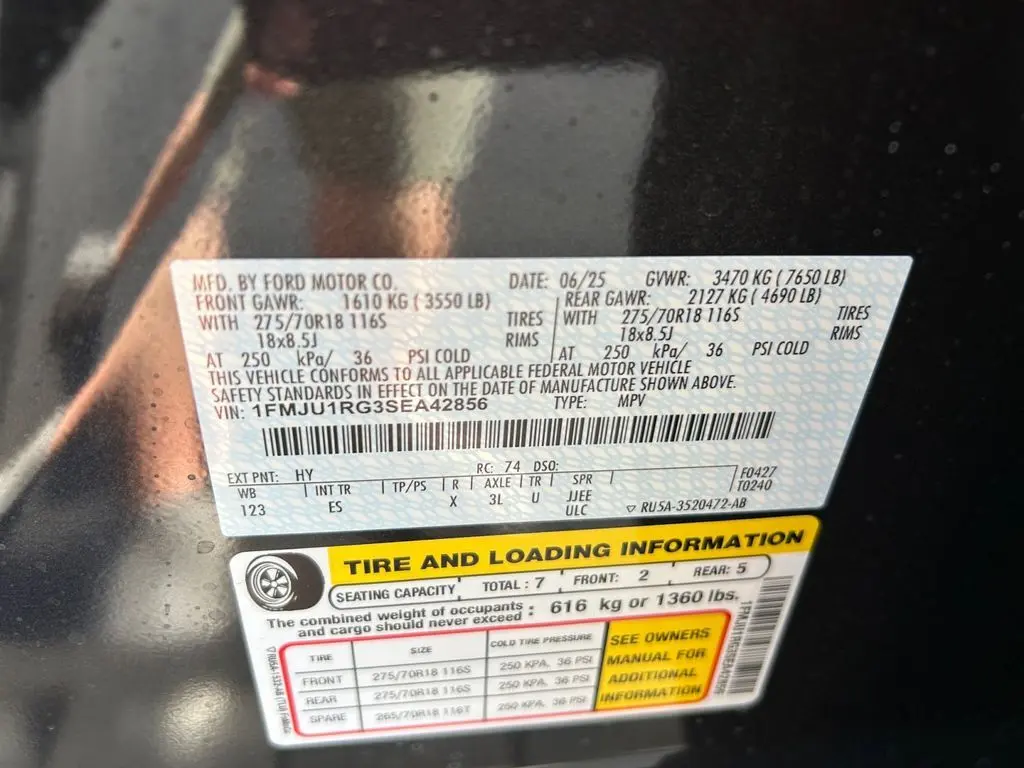 MFD. BY FORD MOTOR CO. DATE: 06/25 GVWR: 3470 KG ( 7650 LB)
FRONT GAWR: 1610 KG ( 3550 LB) REAR GAWR: 2127 KG ( 4690 LB)
WITH 275/70R18 116S TIRES WITH 275/70R18 116S TIRES
18x8.5J RIMS 18x8.5J RIMS
AT 250 kPa/ 36 PSI COLD AT 250 kPa/ 36 PSI COLD
THIS VEHICLE CONFORMS TO ALL APPLICABLE FEDERAL MOTOR VEHICLE
SAFETY STANDARDS IN EFFECT ON THE DATE OF MANUFACTURE SHOWN ABOVE.
VIN: 1FMJU1RG3SEA42856 TYPE: MPV
EXT PNT: HY RC: 74 DSO: F0427
WB INT TR TP/PS R AXLE TR SPR T0240
123 ES X 3L U JJEE
ULC ▽ RU5A-3520472-AB
TIRE AND LOADING INFORMATION
SEATING CAPACITY TOTAL : 7 FRONT: 2 REAR: 5
The combined weight of occupants and cargo should never exceed : 616 kg or 1360 lbs.
TIRE SIZE COLD TIRE PRESSURE
FRONT 275/70R18 116S 250 KPA, 36 PSI
REAR 275/70R18 116S 250 KPA, 36 PSI
SPARE 265/70R18 116T 250 KPA, 36 PSI
SEE OWNERS
MANUAL FOR
ADDITIONAL
INFORMATION
1FMJU1RG3SEA42856